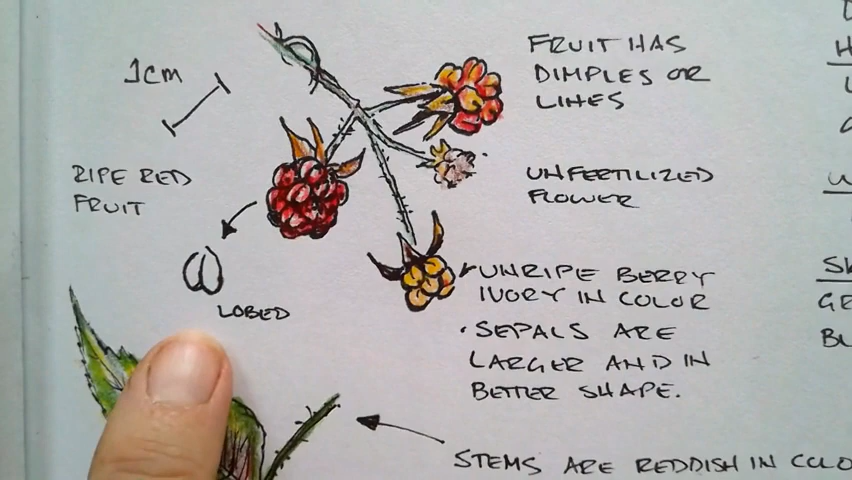 FRUIT HAS
DIMPLES OR
LINES
1cm
RIPE RED
FRUIT
UNFERTILIZED
FLOWER
LOBED
UNRIPE BERRY
IVORY IN COLOR
• SEPALS ARE
LARGER AND IN
BETTER SHAPE.
STEMS ARE REDDISH IN COLO